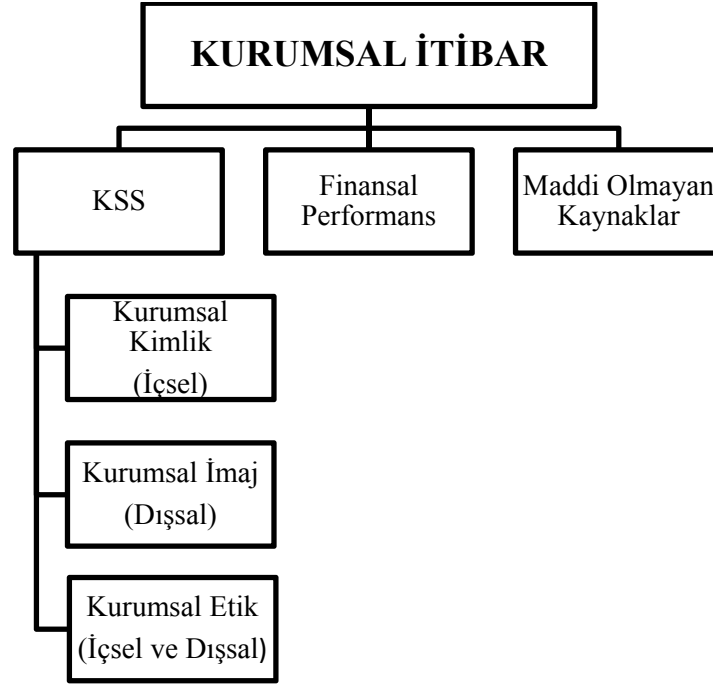 KURUMSAL İTİBAR
KSS
Finansal
Performans
Maddi Olmayan
Kaynaklar
Kurumsal
Kimlik
(İçsel)
Kurumsal İmaj
(Dışsal)
Kurumsal Etik
(İçsel ve Dışsal)